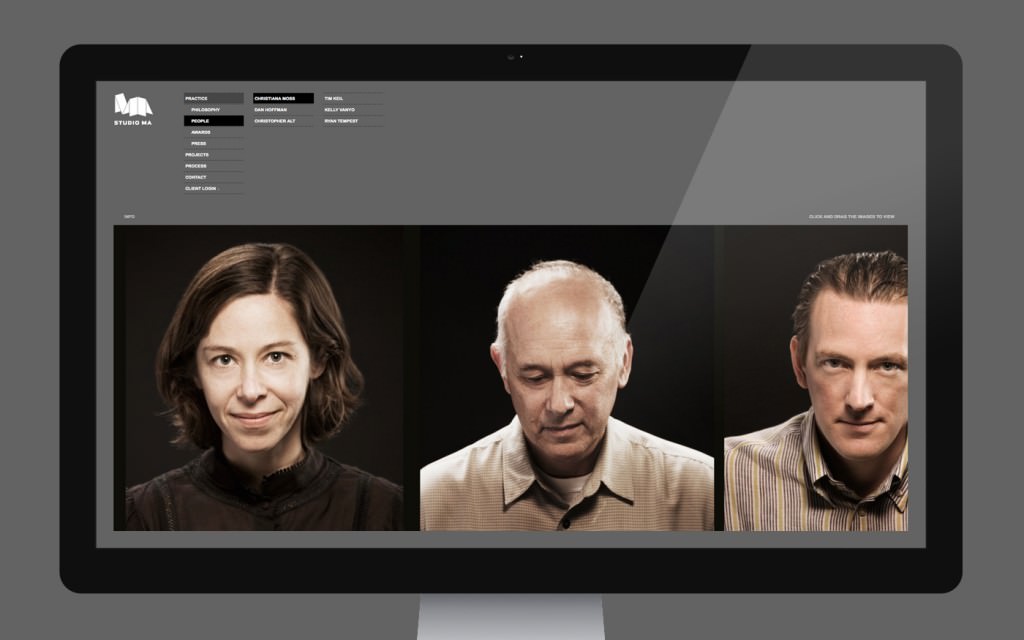 STUDIO MA
PRACTICE
PHILOSOPHY
PEOPLE
AWARDS
PRESS
PROJECTS
PROCESS
CONTACT
CLIENT LOGIN
CHRISTIANA MOSS
DAN HOFFMAN
CHRISTOPHER ALT
TIM KEIL
KELLY VANYO
RYAN TEMPEST
INFO
CLICK AND DRAG THE IMAGES TO VIEW